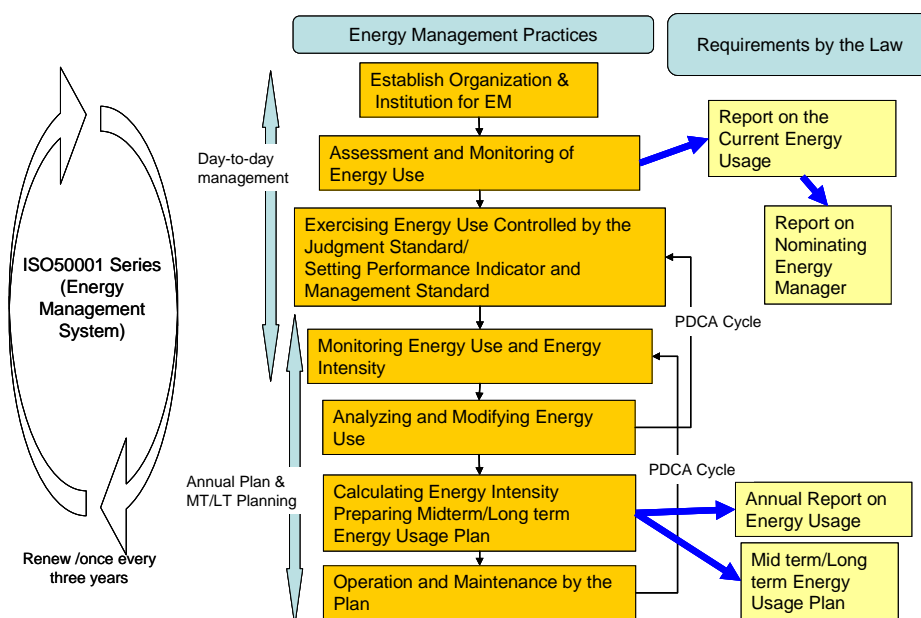 Energy Management Practices
Requirements by the Law
Establish Organization &
Institution for EM
Report on the
Current Energy
Usage
Day-to-day
management
Assessment and Monitoring of
Energy Use
Exercising Energy Use Controlled by the
Judgment Standard/
Setting Performance Indicator and
Management Standard
Report on
Nominating
Energy
Manager
ISO50001 Series
(Energy
Management
System)
PDCA Cycle
Monitoring Energy Use and Energy
Intensity
Analyzing and Modifying Energy
Use
PDCA Cycle
Annual Plan &
MT/LT Planning
Calculating Energy Intensity
Preparing Midterm/Long term
Energy Usage Plan
Annual Report on
Energy Usage
Renew /once every
three years
Operation and Maintenance by the
Plan
Mid term/Long
term Energy
Usage Plan